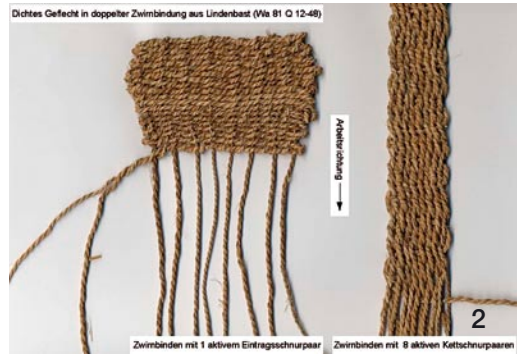 Dichtes Geflecht in doppelter Zwirnbindung aus Lindenbast (Wa 81 Q 12-48)
Arbeitsrichtung
2
Zwirnbinden mit 1 aktivem Eintragsschnurpaar
Zwirnbinden mit 8 aktiven Kettschnurpaaren